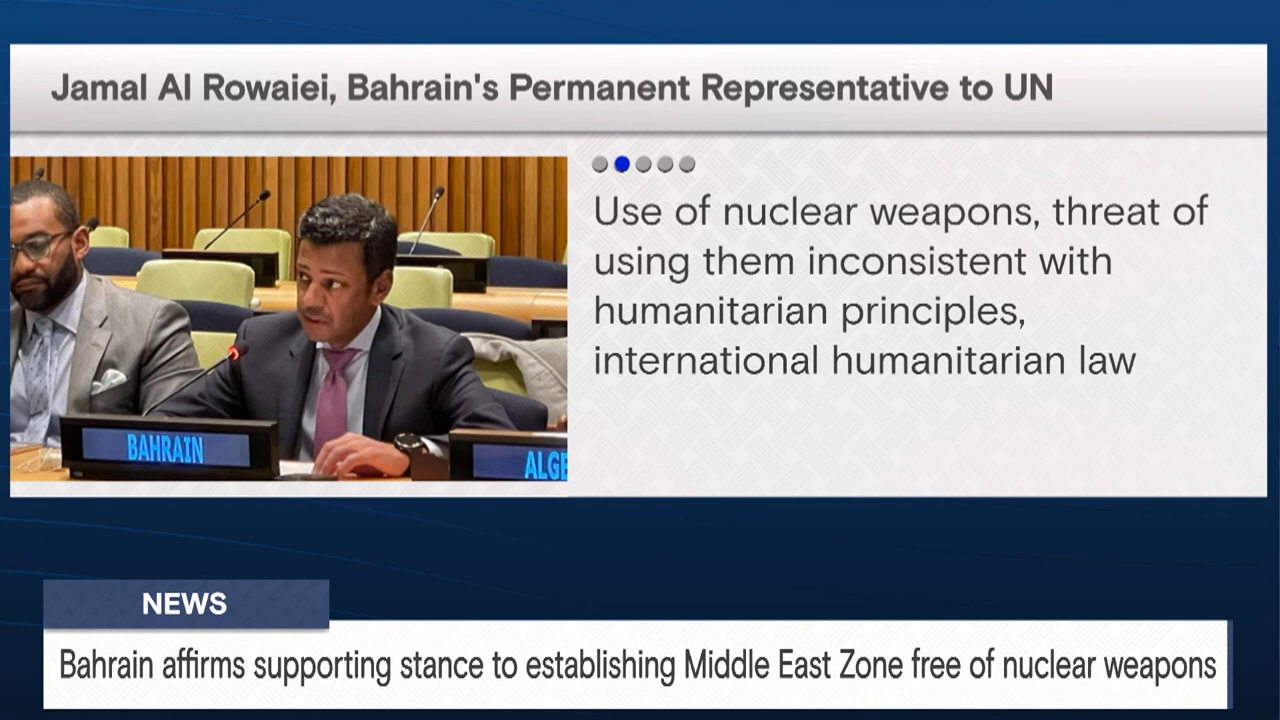 Jamal Al Rowaiei, Bahrain's Permanent Representative to UN
Use of nuclear weapons, threat of
using them inconsistent with
humanitarian principles,
international humanitarian law
BAHRAIN
ALGE
NEWS
Bahrain affirms supporting stance to establishing Middle East Zone free of nuclear weapons